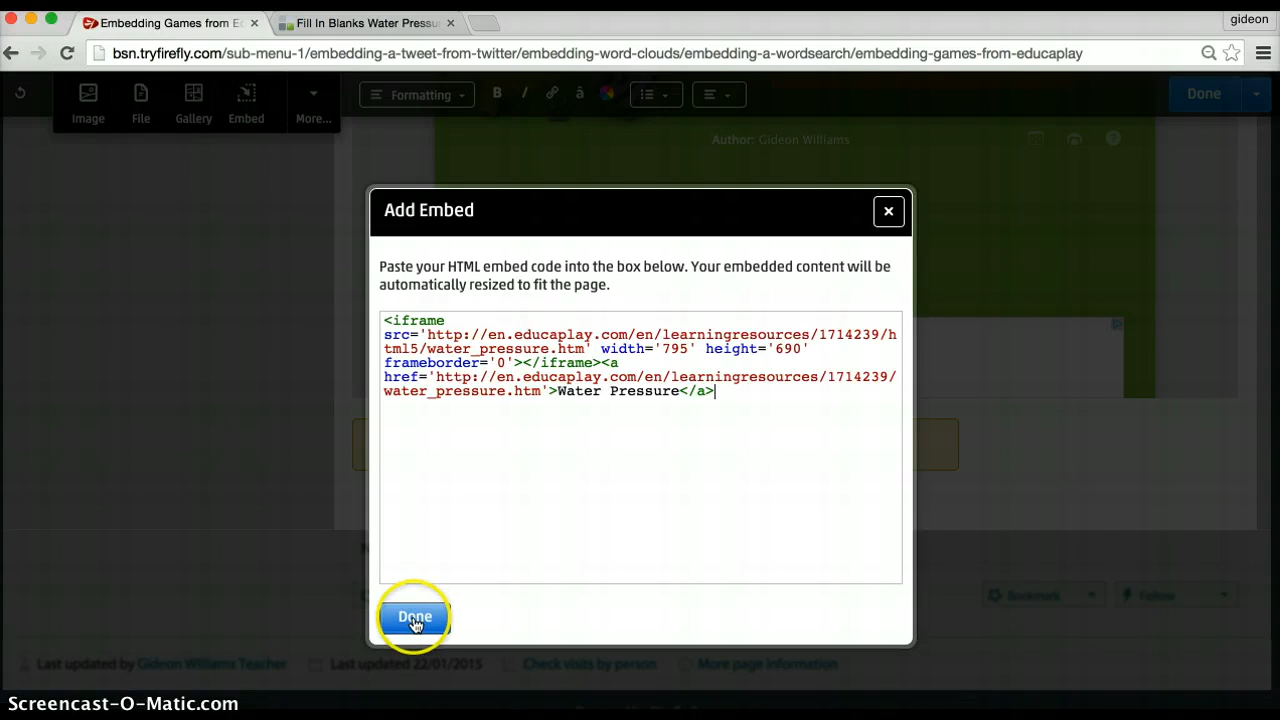 Embedding Games from Ec
Fill In Blanks Water Pressu
gideon
bsn.tryfirefly.com/sub-menu-1/embedding-a-tweet-from-twitter/embedding-word-clouds/embedding-a-wordsearch/embedding-games-from-educaplay
Image
File
Gallery
Embed
More...
Formatting
B
I
á
Done
Author: Gideon Williams
Add Embed
Paste your HTML embed code into the box below. Your embedded content will be
automatically resized to fit the page.
<iframe
src='http://en.educaplay.com/en/learningresources/1714239/h
tml5/water_pressure.htm' width='795' height='690'
frameborder='0'></iframe><a
href='http://en.educaplay.com/en/learningresources/1714239/
water_pressure.htm'>Water Pressure</a>
Done
Bookmark
Follow
Last updated by Gideon Williams Teacher
Last updated 22/01/2015
Check visits by person
More page information
Screencast-O-Matic.com